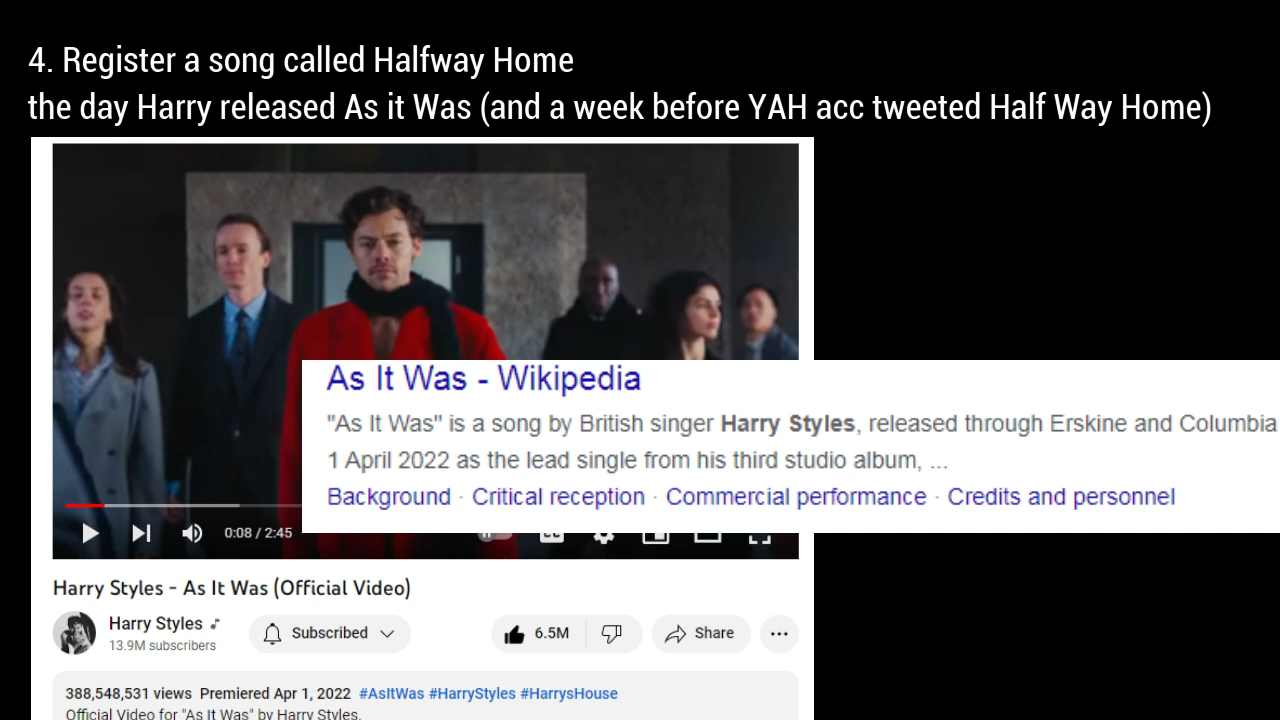 4. Register a song called Halfway Home
the day Harry released As it Was (and a week before YAH acc tweeted Half Way Home)
As It Was - Wikipedia
"As It Was" is a song by British singer Harry Styles, released through Erskine and Columbia
1 April 2022 as the lead single from his third studio album, ...
Background · Critical reception · Commercial performance · Credits and personnel
0:08 / 2:45
Harry Styles - As It Was (Official Video)
Harry Styles
13.9M subscribers
Subscribed
6.5M
Share
388,548,531 views Premiered Apr 1, 2022 #AsItWas #HarryStyles #HarrysHouse
Official Video for "As It Was" by Harry Styles.